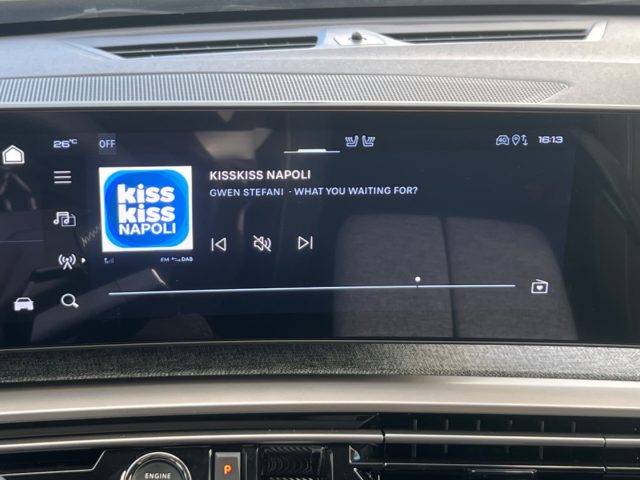 26°C OFF 16:13
kiss
kiss
NAPOLI
KISSKISS NAPOLI
GWEN STEFANI · WHAT YOU WAITING FOR?
FM DAB
ENGINE
P